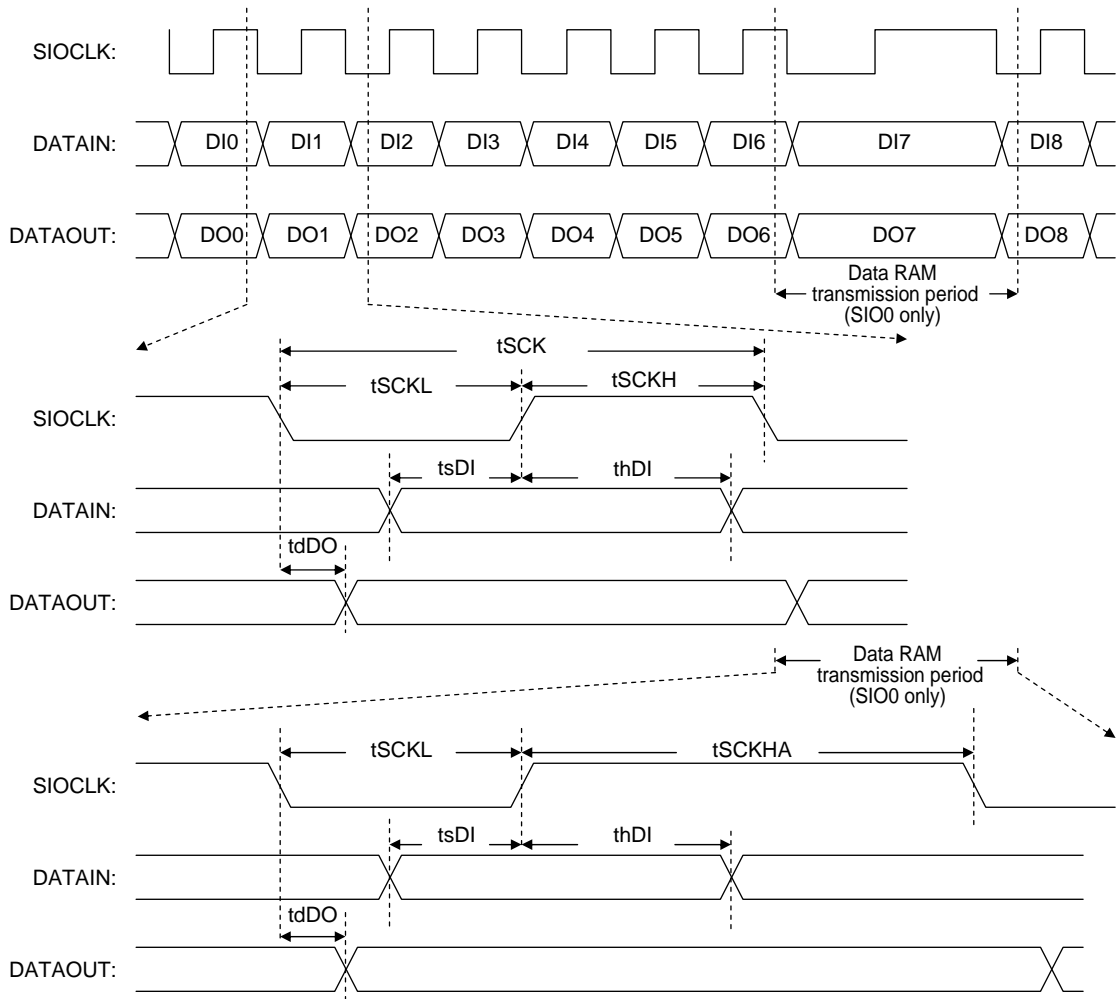 SIOCLK:
DATAIN: DI0 DI1 DI2 DI3 DI4 DI5 DI6 DI7 DI8
DATAOUT: DO0 DO1 DO2 DO3 DO4 DO5 DO6 DO7 DO8
Data RAM
transmission period
(SIO0 only)
tSCK
tSCKL tSCKH
SIOCLK:
tsDI thDI
DATAIN:
tdDO
DATAOUT:
Data RAM
transmission period
(SIO0 only)
tSCKL tSCKHA
SIOCLK:
tsDI thDI
DATAIN:
tdDO
DATAOUT: